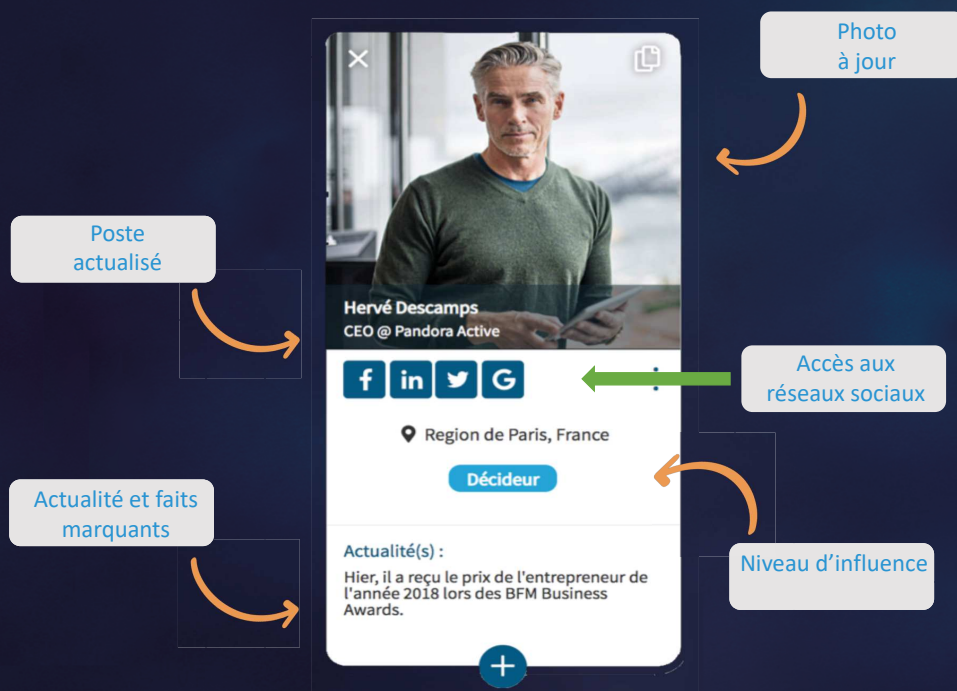 Photo
à jour
Poste
actualisé
Hervé Descamps
CEO @ Pandora Active
f in G
Accès aux
réseaux sociaux
Region de Paris, France
Décideur
Actualité et faits
marquants
Niveau d'influence
Actualité(s) :
Hier, il a reçu le prix de l'entrepreneur de
l'année 2018 lors des BFM Business
Awards.